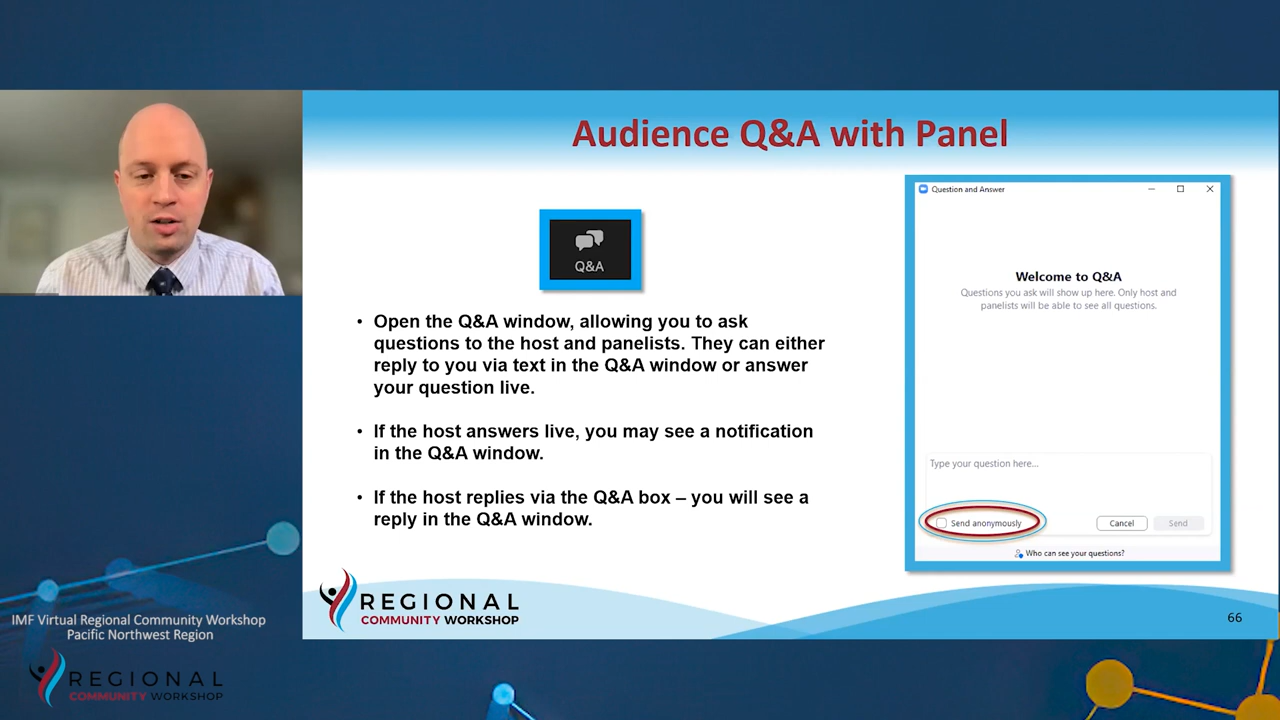 Audience Q&A with Panel
Q&A
• Open the Q&A window, allowing you to ask
questions to the host and panelists. They can either
reply to you via text in the Q&A window or answer
your question live.
• If the host answers live, you may see a notification
in the Q&A window.
• If the host replies via the Q&A box – you will see a
reply in the Q&A window.
Question and Answer
Welcome to Q&A
Questions you ask will show up here. Only host and
panelists will be able to see all questions.
Type your question here...
Send anonymously
Cancel
Send
Who can see your questions?
REGIONAL
COMMUNITY WORKSHOP
66
IMF Virtual Regional Community Workshop
Pacific Northwest Region
REGIONAL
COMMUNITY WORKSHOP